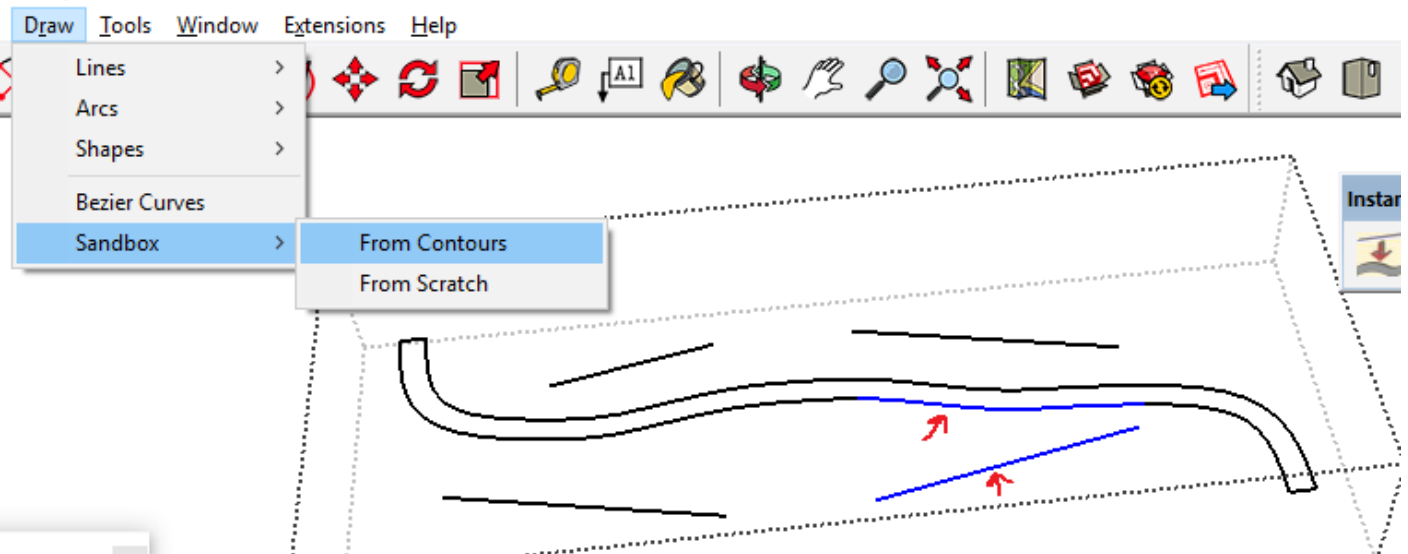 Draw Tools Window Extensions Help
Lines
Arcs
Shapes
Bezier Curves
Sandbox
From Contours
From Scratch
A1
Instar